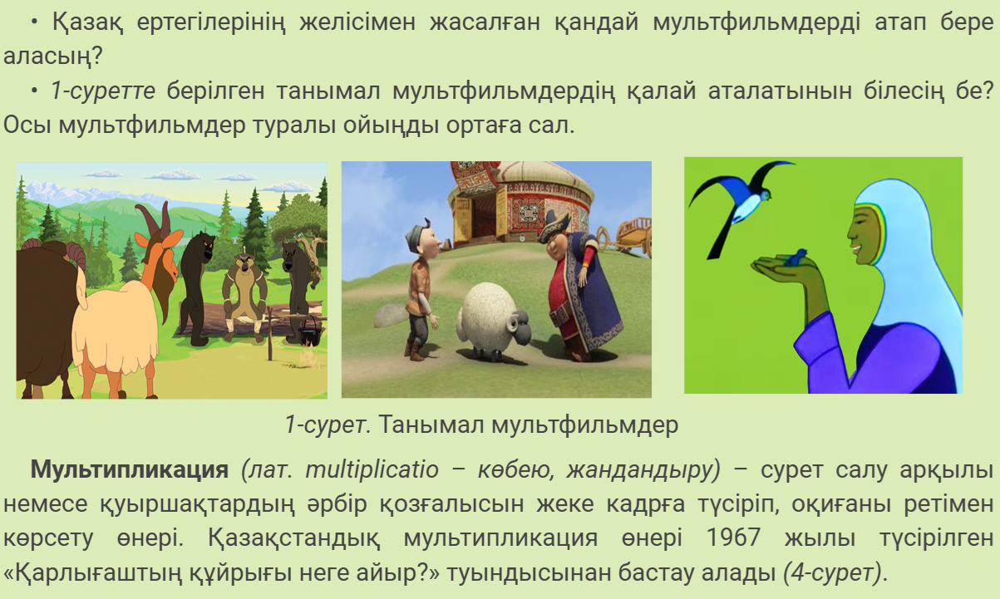 • Қазақ ертегілерінің желісімен жасалған қандай мультфильмдерді атап бере
аласың?
• 1-суретте берілген танымал мультфильмдердің қалай аталатынын білесің бе?
Осы мультфильмдер туралы ойыңды ортаға сал.
1-сурет. Танымал мультфильмдер
Мультипликация (лат. multiplicatio – көбею, жандандыру) – сурет салу арқылы
немесе қуыршақтардың әрбір қозғалысын жеке кадрға түсіріп, оқиғаны ретімен
көрсету өнері. Қазақстандық мультипликация өнері 1967 жылы түсірілген
«Қарлығаштың құйрығы неге айыр?» туындысынан бастау алады (4-сурет).